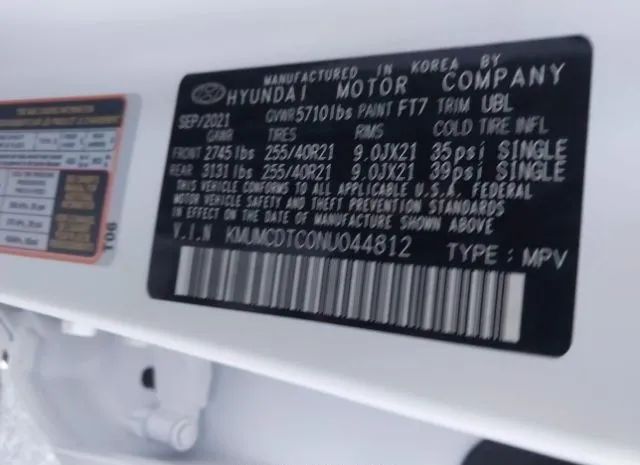 MANUFACTURED IN KOREA BY
HYUNDAI MOTOR COMPANY
SEP/2021 GVWR 5710lbs PAINT FT7 TRIM UBL
GAWR TIRES RIMS COLD TIRE INFL
FRONT 2745 lbs 255/40R21 9.0JX21 35psi SINGLE
REAR 3131 lbs 255/40R21 9.0JX21 39psi SINGLE
THIS VEHICLE CONFORMS TO ALL APPLICABLE U.S.A. FEDERAL
MOTOR VEHICLE SAFETY AND THEFT PREVENTION STANDARDS
IN EFFECT ON THE DATE OF MANUFACTURE SHOWN ABOVE
V.I.N KMUMCDTC0NU044812 TYPE : MPV
T06